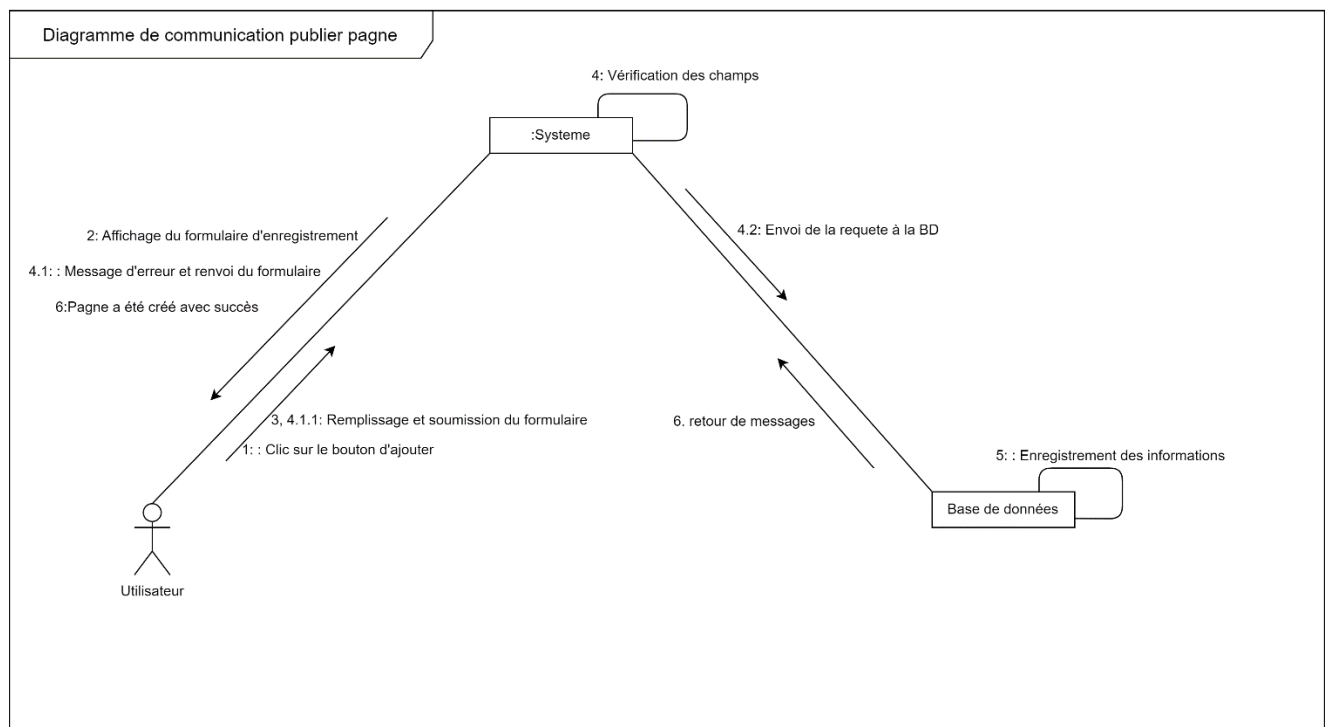 Diagramme de communication publier pagne
4: Vérification des champs
:Systeme
2: Affichage du formulaire d'enregistrement
4.2: Envoi de la requete à la BD
4.1: : Message d'erreur et renvoi du formulaire
6:Pagne a été créé avec succès
3, 4.1.1: Remplissage et soumission du formulaire
6. retour de messages
1: : Clic sur le bouton d'ajouter
5: : Enregistrement des informations
Base de données
Utilisateur